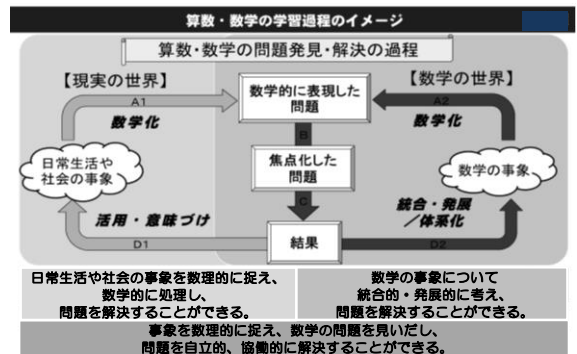 算数・数学の学習過程のイメージ
算数・数学の問題発見・解決の過程
【現実の世界】
【数学の世界】
A1
数学化
数学的に表現した
問題
A2
数学化
B
日常生活や
社会の事象
焦点化した
問題
数学の事象
C
活用・意味づけ
D1
結果
統合・発展
／体系化
D2
日常生活や社会の事象を数理的に捉え、
数学的に処理し、
問題を解決することができる。
数学の事象について
統合的・発展的に考え、
問題を解決することができる。
事象を数理的に捉え、数学の問題を見いだし、
問題を自立的、協働的に解決することができる。